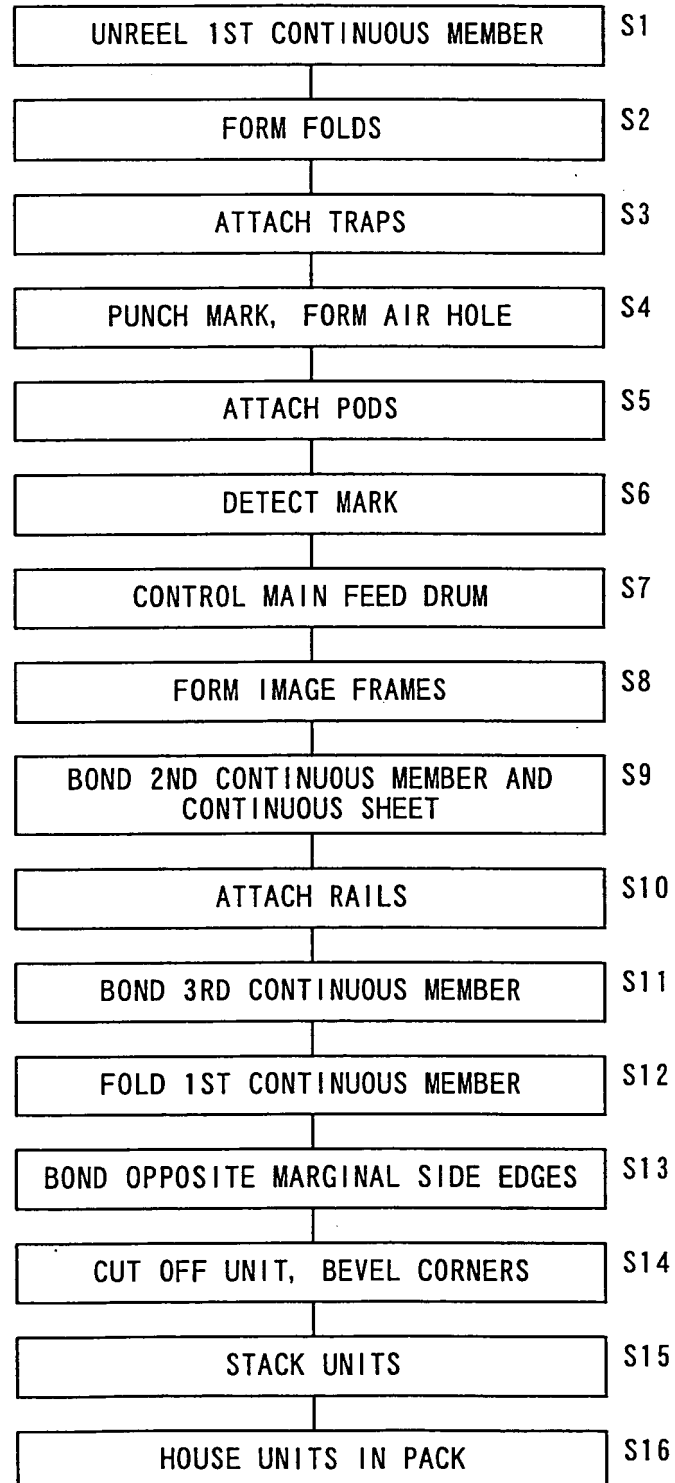 UNREEL 1ST CONTINUOUS MEMBER S1
FORM FOLDS S2
ATTACH TRAPS S3
PUNCH MARK, FORM AIR HOLE S4
ATTACH PODS S5
DETECT MARK S6
CONTROL MAIN FEED DRUM S7
FORM IMAGE FRAMES S8
BOND 2ND CONTINUOUS MEMBER AND S9
CONTINUOUS SHEET
ATTACH RAILS S10
BOND 3RD CONTINUOUS MEMBER S11
FOLD 1ST CONTINUOUS MEMBER S12
BOND OPPOSITE MARGINAL SIDE EDGES S13
CUT OFF UNIT, BEVEL CORNERS S14
STACK UNITS S15
HOUSE UNITS IN PACK S16